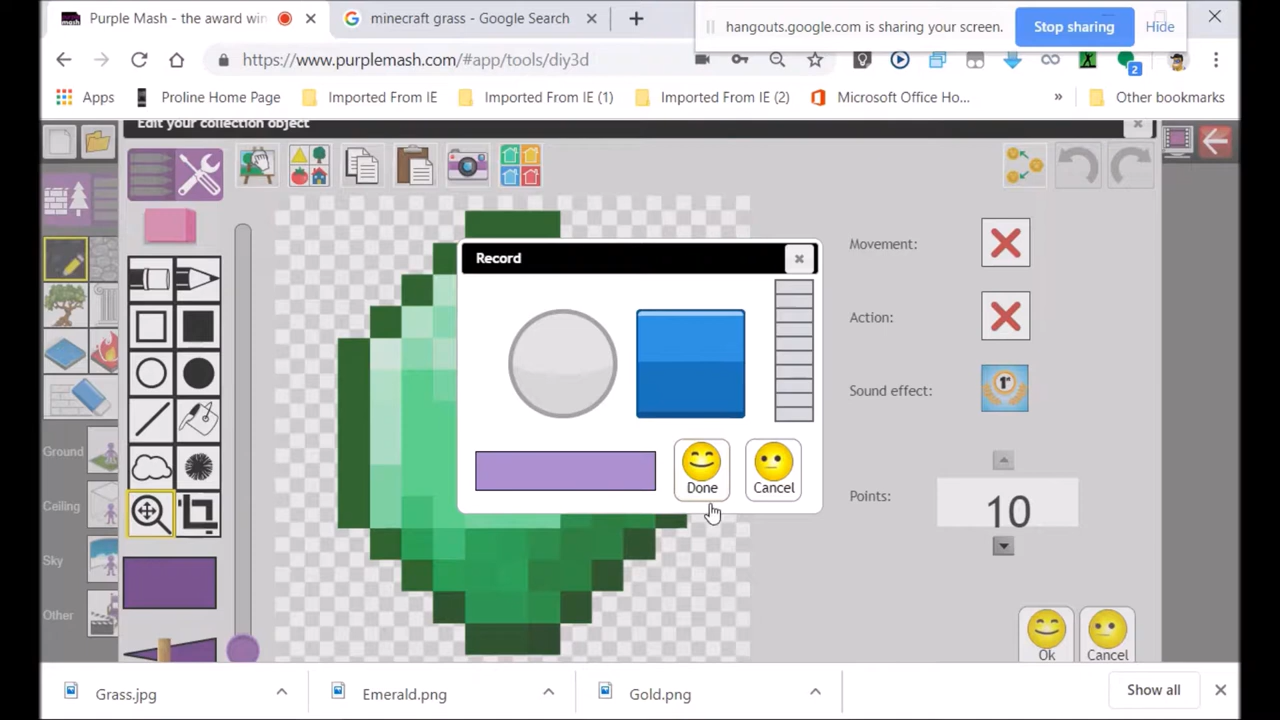 Purple Mash - the award win
minecraft grass - Google Search
hangouts.google.com is sharing your screen.
Stop sharing
Hide
https://www.purplemash.com/#app/tools/diy3d
2
Apps
Proline Home Page
Imported From IE
Imported From IE (1)
Imported From IE (2)
Microsoft Office Ho...
»
Other bookmarks
Edit your collection object
Record
Movement:
Action:
Sound effect:
Points:
10
Done
Cancel
Ground
Ceiling
Sky
Other
Ok
Cancel
Grass.jpg
Emerald.png
Gold.png
Show all